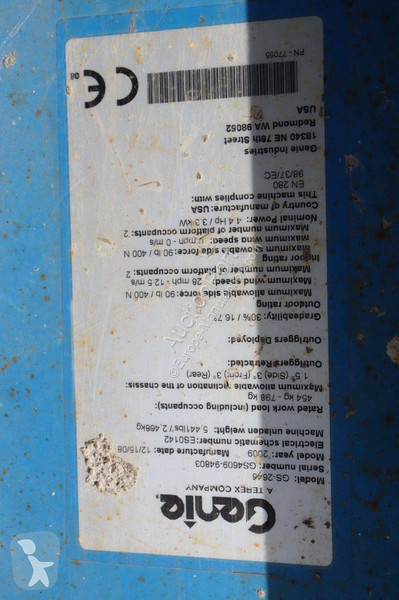 Genie
A TEREX COMPANY
Model: GS-2646
Serial number: GS4609-94803
Model year: 2009 Manufacture date: 12/15/08
Electrical schematic number: ES0142
Machine unladen weight: 5,441lbs / 2,468kg
Rated work load (including occupants):
454 kg - 798 kg
Maximum allowable inclination of the chassis:
1.5° (Side) 3° (Front) 3° (Rear)
Outriggers Retracted:
Outriggers Deployed:
Gradeability: 30% / 16.7°
Outdoor rating
Maximum allowable side force: 90 lb / 400 N
Maximum wind speed: 28 mph - 12.5 m/s
Maximum number of platform occupants: 2
Indoor rating
Maximum allowable side force: 90 lb / 400 N
Maximum wind speed: 0 mph - 0 m/s
Maximum number of platform occupants: 2
Nominal Power: 4.4 Hp / 3.3 kW
Country of manufacture: USA
This machine complies with:
EN 280
98/37/EC
Genie Industries
18340 NE 76th Street
Redmond WA 98052
USA
PN - 77055
CE
08